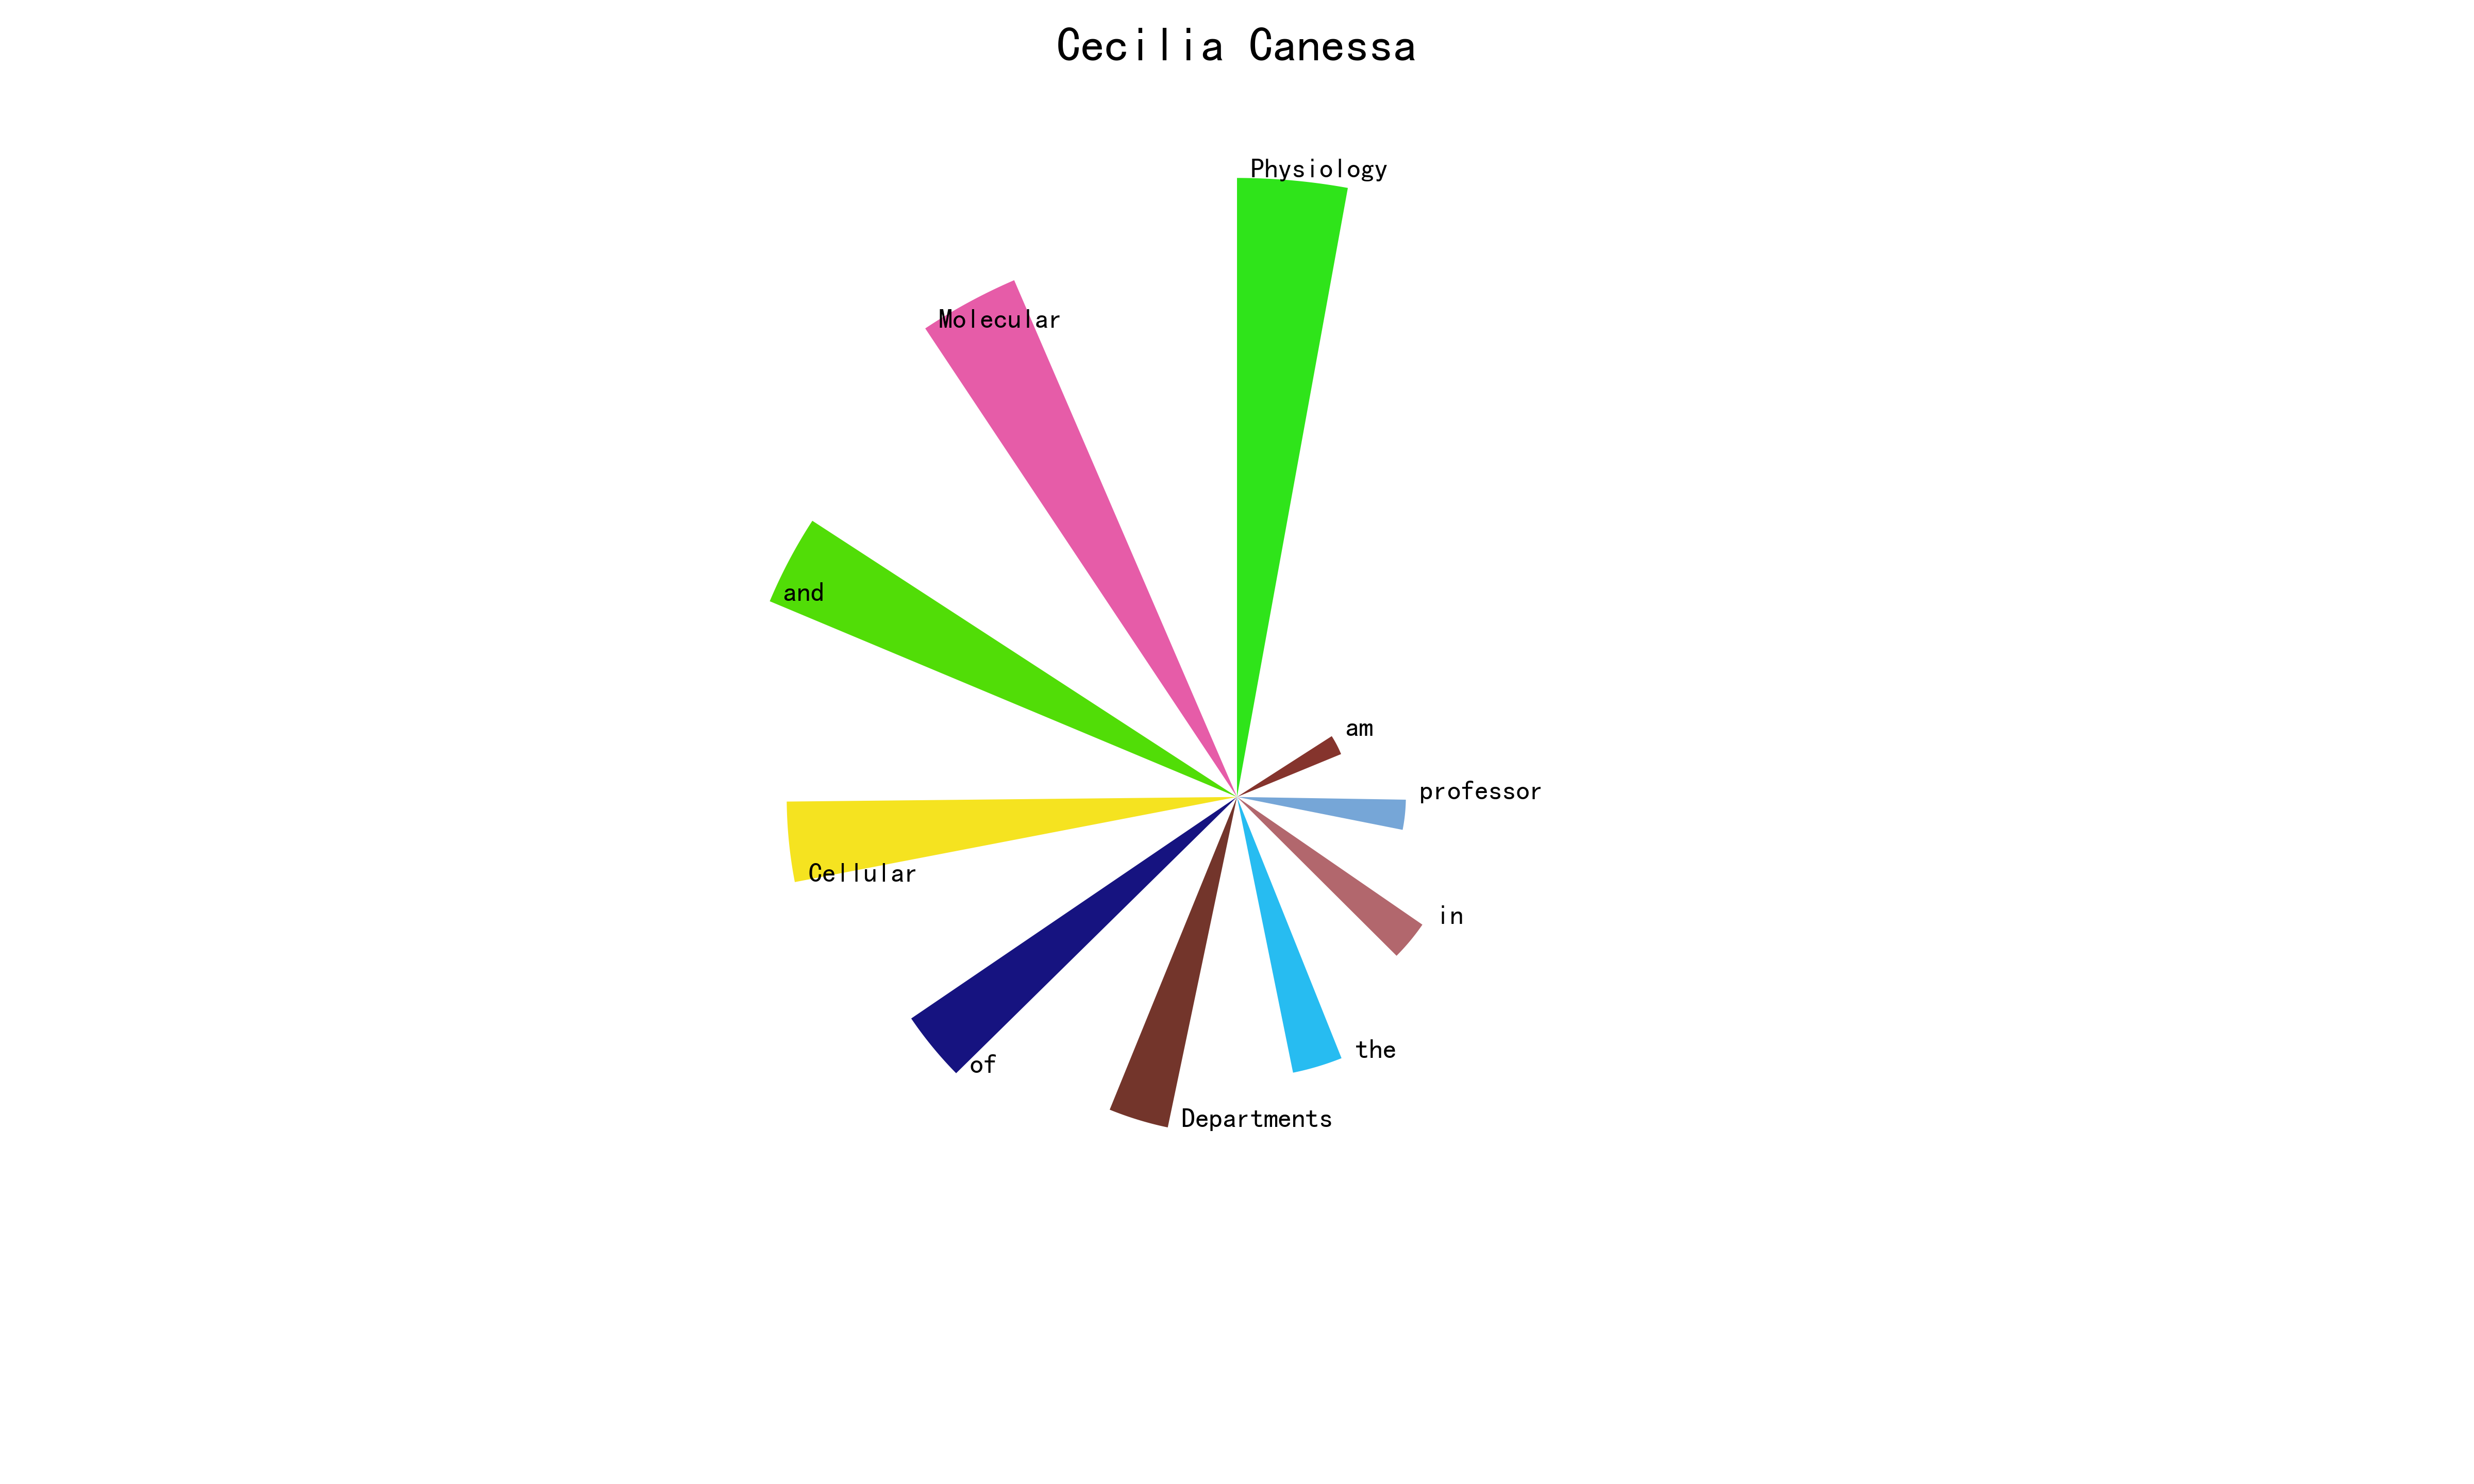 Cecilia Canessa
Physiology
Molecular
and
am
professor
Cellular
in
the
of
Departments